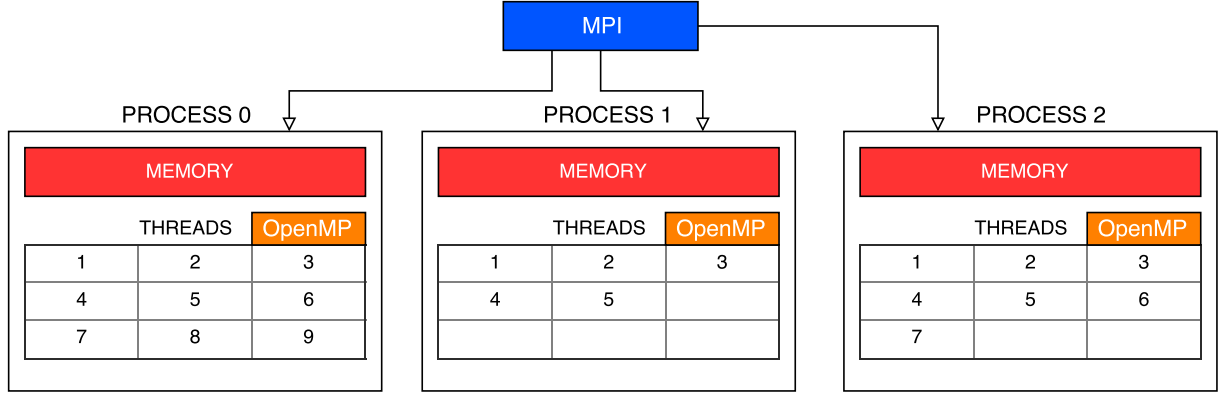 MPI
PROCESS 0
PROCESS 1
PROCESS 2
MEMORY
MEMORY
MEMORY
THREADS OpenMP
THREADS OpenMP
THREADS OpenMP
1 2 3
4 5 6
7 8 9
1 2 3
4 5
1 2 3
4 5 6
7